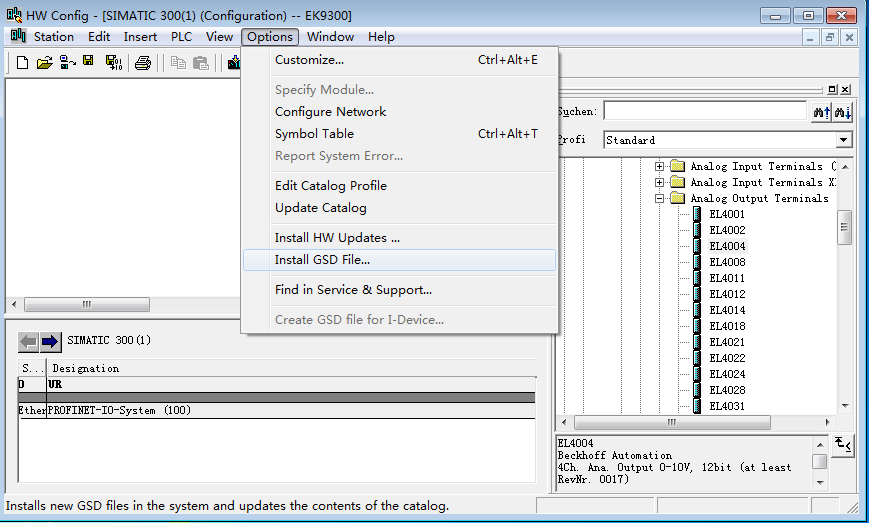 HW Config - [SIMATIC 300(1) (Configuration) -- EK9300]
Station Edit Insert PLC View Options Window Help
Customize... Ctrl+Alt+E
Specify Module...
Configure Network
Symbol Table Ctrl+Alt+T
Report System Error...
Edit Catalog Profile
Update Catalog
Install HW Updates ...
Install GSD File...
Find in Service & Support...
Create GSD file for I-Device...
Suchen:
Profi Standard
Analog Input Terminals (
Analog Input Terminals X
Analog Output Terminals
EL4001
EL4002
EL4004
EL4008
EL4011
EL4012
EL4014
EL4018
EL4021
EL4022
EL4024
EL4028
EL4031
SIMATIC 300(1)
S... Designation
0 UR
Ether PROFINET-IO-System (100)
EL4004
Beckhoff Automation
4Ch. Ana. Output 0-10V, 12bit (at least
RevNr. 0017)
Installs new GSD files in the system and updates the contents of the catalog.